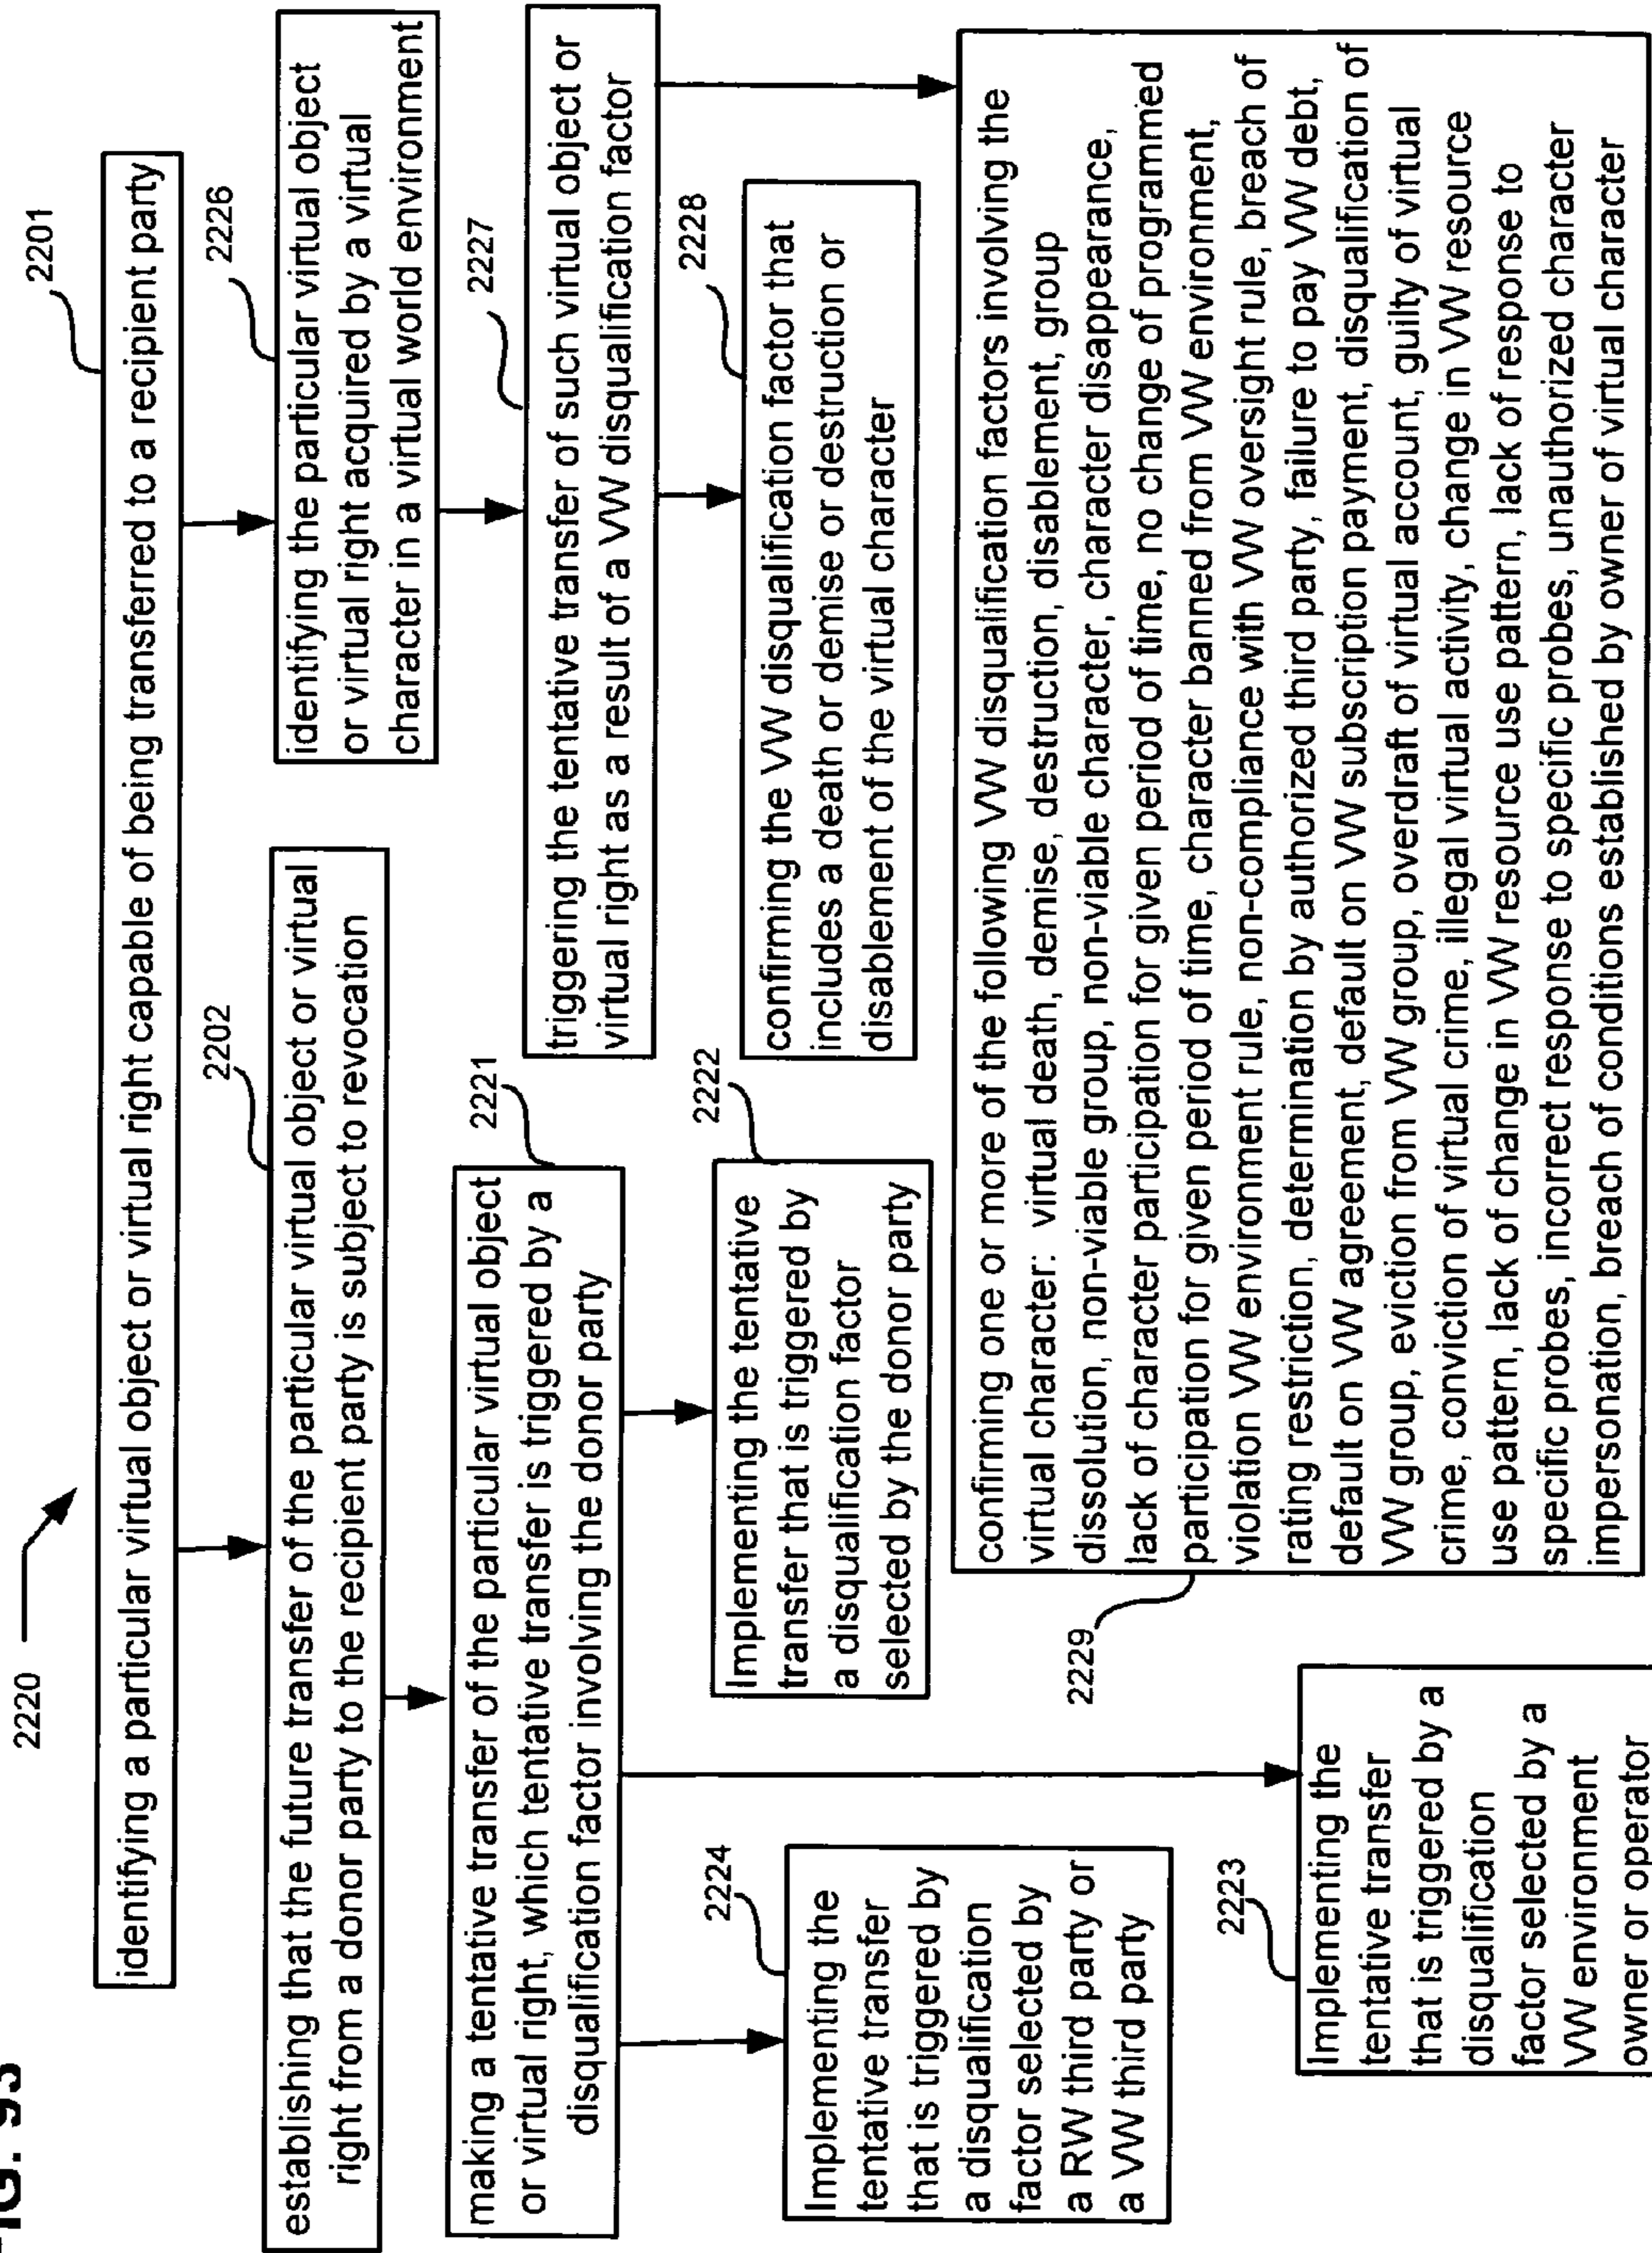 FIG. 93
2220
2201
identifying a particular virtual object or virtual right capable of being transferred to a recipient party
2202
establishing that the future transfer of the particular virtual object or virtual
right from a donor party to the recipient party is subject to revocation
2226
identifying the particular virtual object
or virtual right acquired by a virtual
character in a virtual world environment
2221
making a tentative transfer of the particular virtual object
or virtual right, which tentative transfer is triggered by a
disqualification factor involving the donor party
2227
triggering the tentative transfer of such virtual object or
virtual right as a result of a VW disqualification factor
2222
Implementing the tentative
transfer that is triggered by
a disqualification factor
selected by the donor party
2228
confirming the VW disqualification factor that
includes a death or demise or destruction or
disablement of the virtual character
2224
Implementing the
tentative transfer
that is triggered by
a disqualification
factor selected by
a RW third party or
a VW third party
2223
Implementing the
tentative transfer
that is triggered by a
disqualification
factor selected by a
VW environment
owner or operator
2229
confirming one or more of the following VW disqualification factors involving the
virtual character:  virtual death, demise, destruction, disablement, group
dissolution, non-viable group, non-viable character, character disappearance,
lack of character participation for given period of time, no change of programmed
participation for given period of time, character banned from VW environment,
violation VW environment rule, non-compliance with VW oversight rule, breach of
rating restriction, determination by authorized third party, failure to pay VW debt,
default on VW agreement, default on VW subscription payment, disqualification of
VW group, eviction from VW group, overdraft of virtual account, guilty of virtual
crime, conviction of virtual crime, illegal virtual activity, change in VW resource
use pattern, lack of change in VW resource use pattern, lack of response to
specific probes, incorrect response to specific probes, unauthorized character
impersonation, breach of conditions established by owner of virtual character